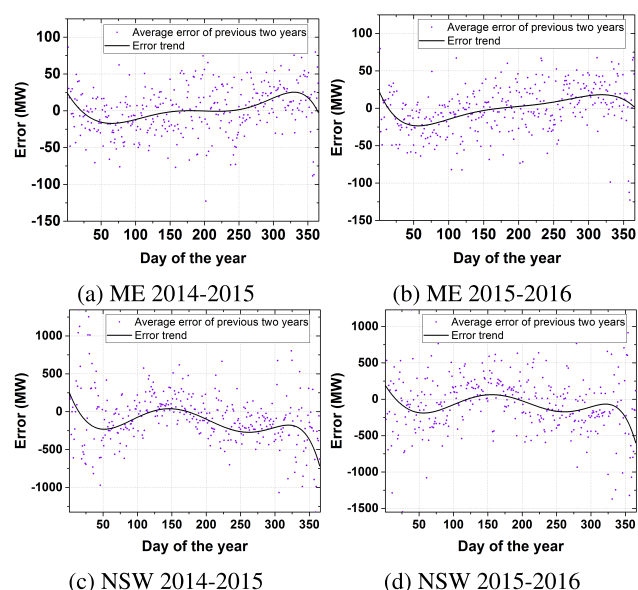 100
50
0
-50
-100
-150
Error (MW)
Average error of previous two years
Error trend
50 100 150 200 250 300 350
Day of the year
(a) ME 2014-2015
100
50
0
-50
-100
-150
Error (MW)
Average error of previous two years
Error trend
50 100 150 200 250 300 350
Day of the year
(b) ME 2015-2016
1000
500
0
-500
-1000
Error (MW)
Average error of previous two years
Error trend
50 100 150 200 250 300 350
Day of the year
(c) NSW 2014-2015
1000
500
0
-500
-1000
-1500
Error (MW)
Average error of previous two years
Error trend
50 100 150 200 250 300 350
Day of the year
(d) NSW 2015-2016